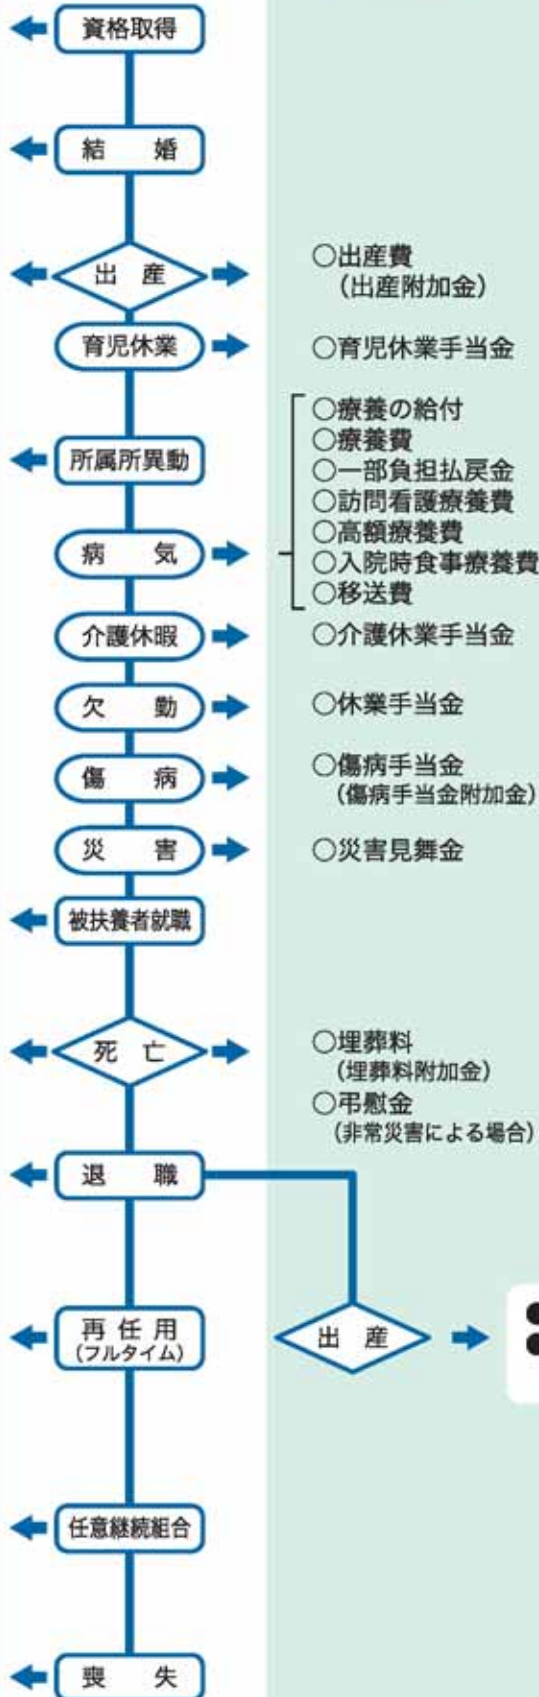 資格取得
結　婚
出　産
○出産費
（出産附加金）
育児休業
○育児休業手当金
所属所異動
病　気
○療養の給付
○療養費
○一部負担払戻金
○訪問看護療養費
○高額療養費
○入院時食事療養費
○移送費
介護休暇
○介護休業手当金
欠　勤
○休業手当金
傷　病
○傷病手当金
（傷病手当金附加金）
災　害
○災害見舞金
被扶養者就職
死　亡
○埋葬料
（埋葬料附加金）
○弔慰金
（非常災害による場合）
退　職
再 任 用
（フルタイム）
出　産
任意継続組合
喪　失